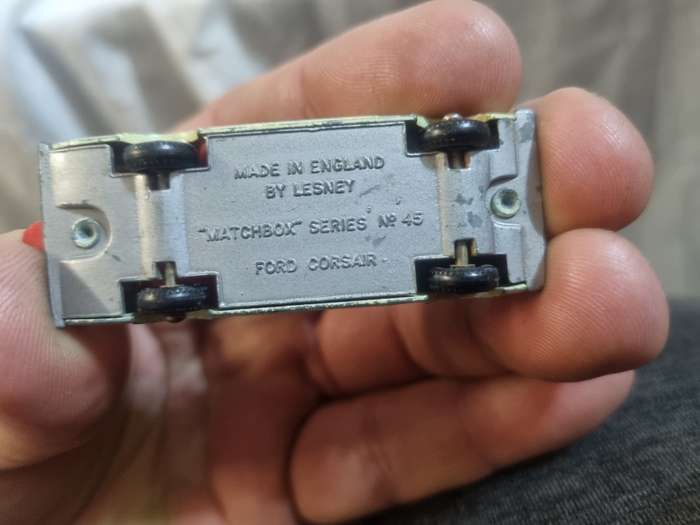 MADE IN ENGLAND
BY LESNEY
"MATCHBOX" SERIES Nº 45
FORD CORSAIR